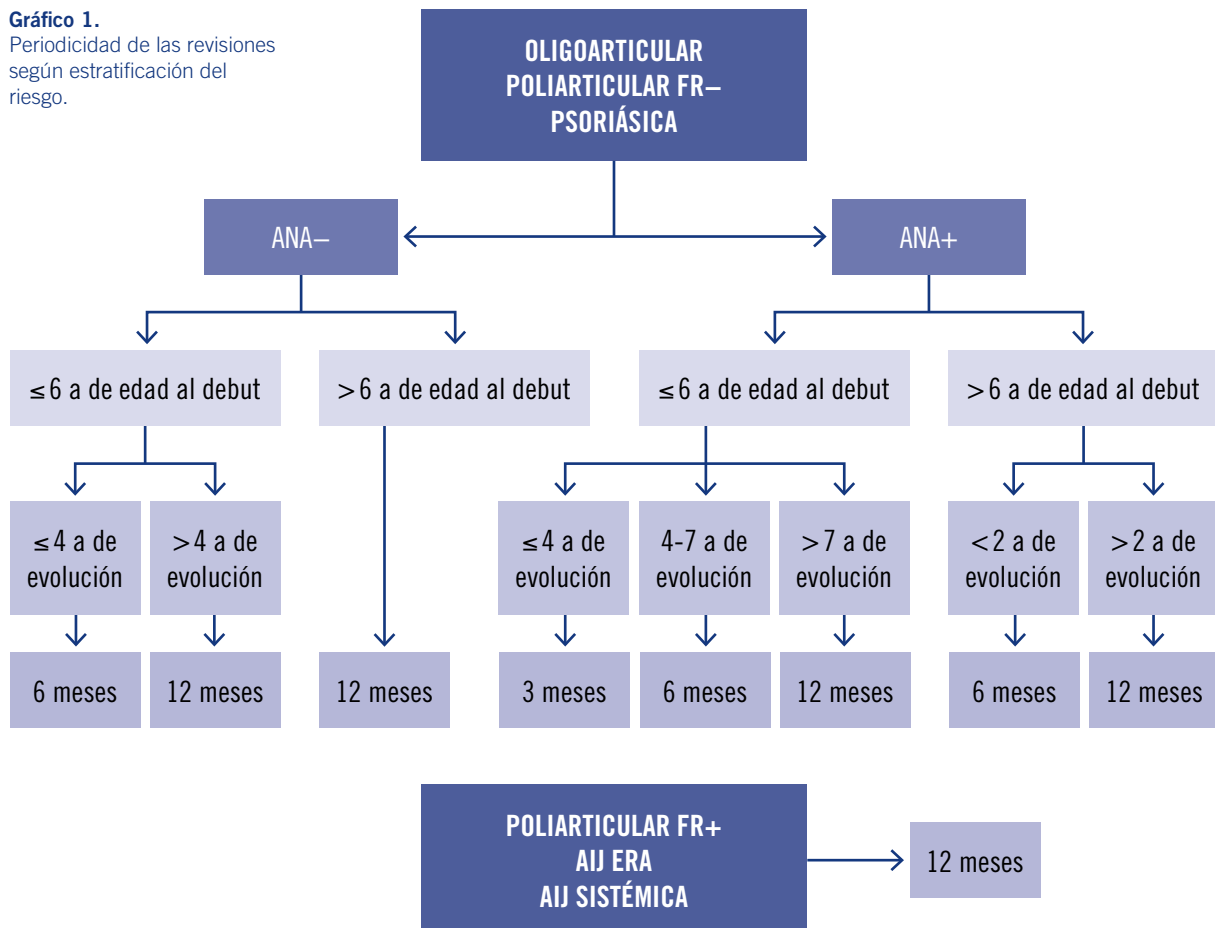 Gráfico 1.
Periodicidad de las revisiones
según estratificación del
riesgo.
OLIGOARTICULAR
POLIARTICULAR FR–
PSORIÁSICA
ANA–
ANA+
≤6 a de edad al debut
>6 a de edad al debut
≤6 a de edad al debut
>6 a de edad al debut
≤4 a de
evolución
>4 a de
evolución
≤4 a de
evolución
4-7 a de
evolución
>7 a de
evolución
<2 a de
evolución
>2 a de
evolución
6 meses
12 meses
12 meses
3 meses
6 meses
12 meses
6 meses
12 meses
POLIARTICULAR FR+
AIJ ERA
AIJ SISTÉMICA
12 meses